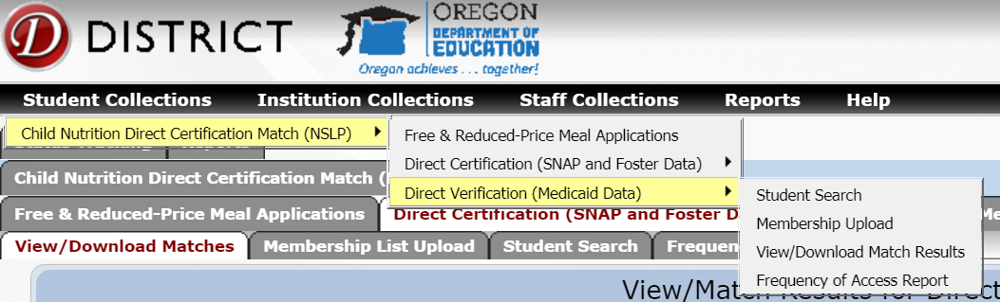 DISTRICT
OREGON
DEPARTMENT OF
EDUCATION
Oregon achieves . . . together!
Student Collections Institution Collections Staff Collections Reports Help
Child Nutrition Direct Certification Match (NSLP)
Free & Reduced-Price Meal Applications
Direct Certification (SNAP and Foster Data)
Direct Verification (Medicaid Data)
Student Search
Membership Upload
View/Download Match Results
Frequency of Access Report
Child Nutrition Direct Certification Match (
Free & Reduced-Price Meal Applications Direct Certification (SNAP and Foster D
View/Download Matches Membership List Upload Student Search Frequen
View/Match Results for Direct